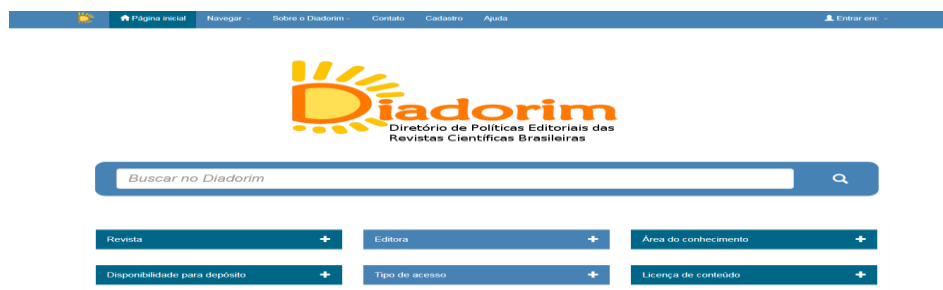 Página inicial Navegar Sobre o Diadorim Contato Cadastro Ajuda Entrar em:
Diadorim
Diretório de Políticas Editoriais das
Revistas Científicas Brasileiras
Buscar no Diadorim
Revista Editora Área do conhecimento
Disponibilidade para depósito Tipo de acesso Licença de conteúdo